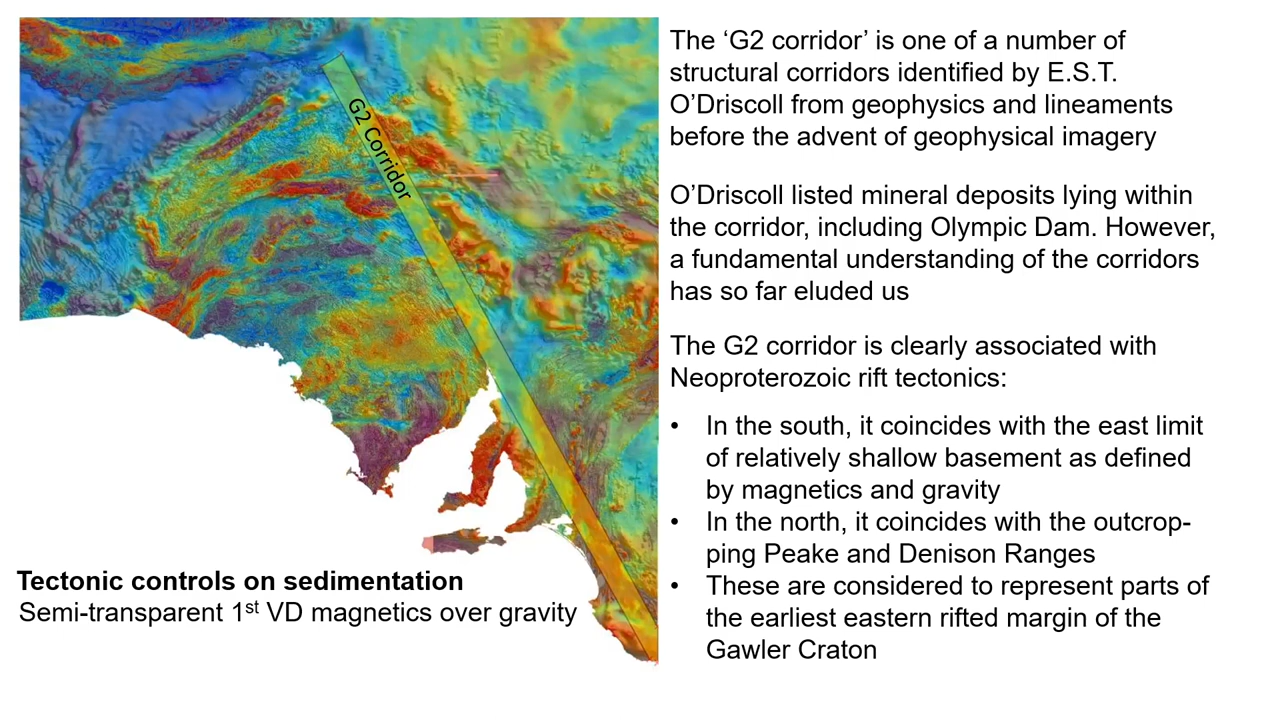 G2 Corridor
Tectonic controls on sedimentation
Semi-transparent 1st VD magnetics over gravity
The ‘G2 corridor’ is one of a number of
structural corridors identified by E.S.T.
O’Driscoll from geophysics and lineaments
before the advent of geophysical imagery
O’Driscoll listed mineral deposits lying within
the corridor, including Olympic Dam. However,
a fundamental understanding of the corridors
has so far eluded us
The G2 corridor is clearly associated with
Neoproterozoic rift tectonics:
• In the south, it coincides with the east limit
of relatively shallow basement as defined
by magnetics and gravity
• In the north, it coincides with the outcrop-
ping Peake and Denison Ranges
• These are considered to represent parts of
the earliest eastern rifted margin of the
Gawler Craton